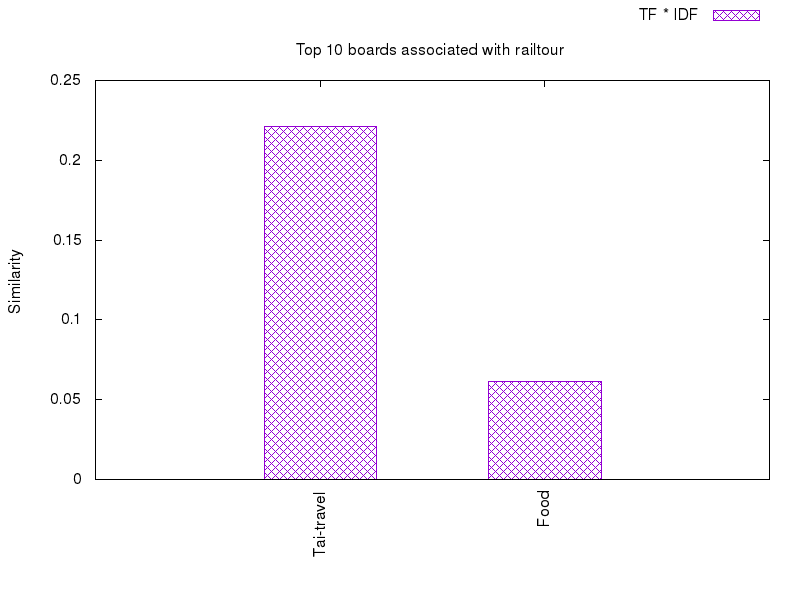 TF * IDF
Top 10 boards associated with railtour
0.25
0.2
0.15
0.1
0.05
0
Similarity
Tai-travel
Food